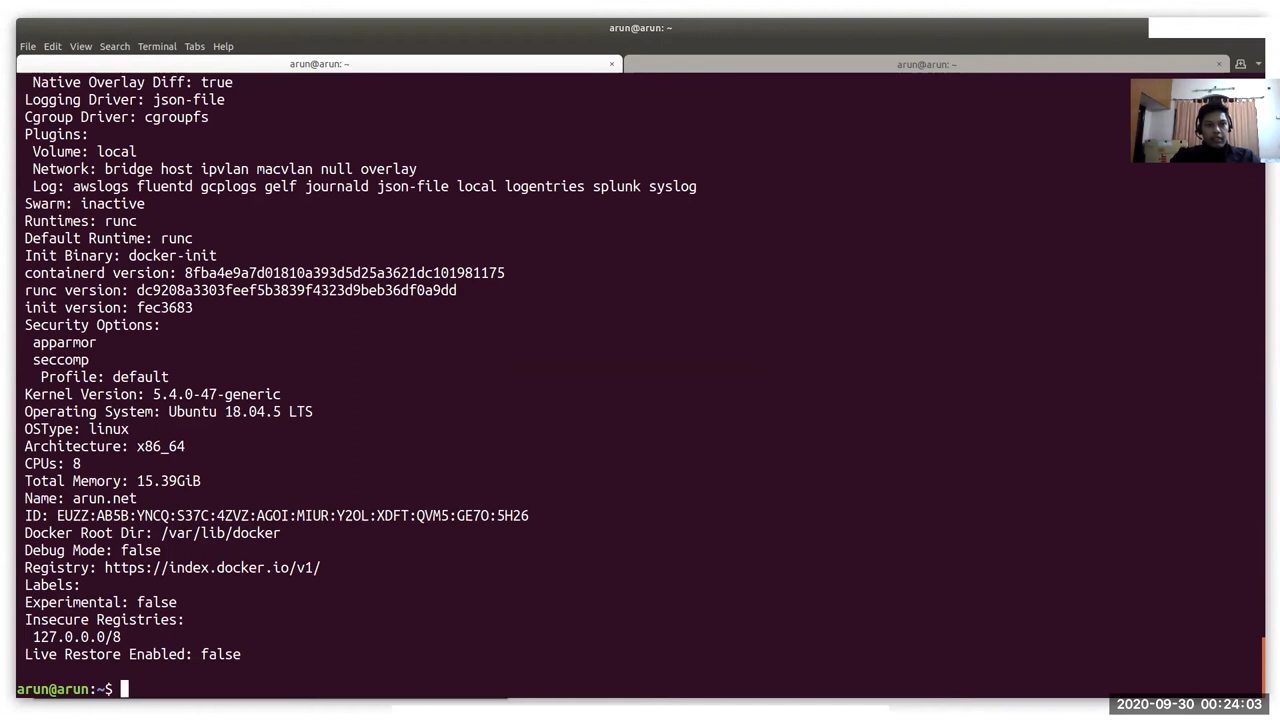 arun@arun: ~
File Edit View Search Terminal Tabs Help
arun@arun: ~ × arun@arun: ~ ×
Native Overlay Diff: true
Logging Driver: json-file
Cgroup Driver: cgroupfs
Plugins:
Volume: local
Network: bridge host ipvlan macvlan null overlay
Log: awslogs fluentd gcplogs gelf journald json-file local logentries splunk syslog
Swarm: inactive
Runtimes: runc
Default Runtime: runc
Init Binary: docker-init
containerd version: 8fba4e9a7d01810a393d5d25a3621dc101981175
runc version: dc9208a3303feef5b3839f4323d9beb36df0a9dd
init version: fec3683
Security Options:
apparmor
seccomp
Profile: default
Kernel Version: 5.4.0-47-generic
Operating System: Ubuntu 18.04.5 LTS
OSType: linux
Architecture: x86_64
CPUs: 8
Total Memory: 15.39GiB
Name: arun.net
ID: EUZZ:AB5B:YNCQ:S37C:4ZVZ:AGOI:MIUR:Y2OL:XDFT:QVM5:GE7O:5H26
Docker Root Dir: /var/lib/docker
Debug Mode: false
Registry: https://index.docker.io/v1/
Labels:
Experimental: false
Insecure Registries:
127.0.0.0/8
Live Restore Enabled: false
arun@arun:~$
2020-09-30 00:24:03